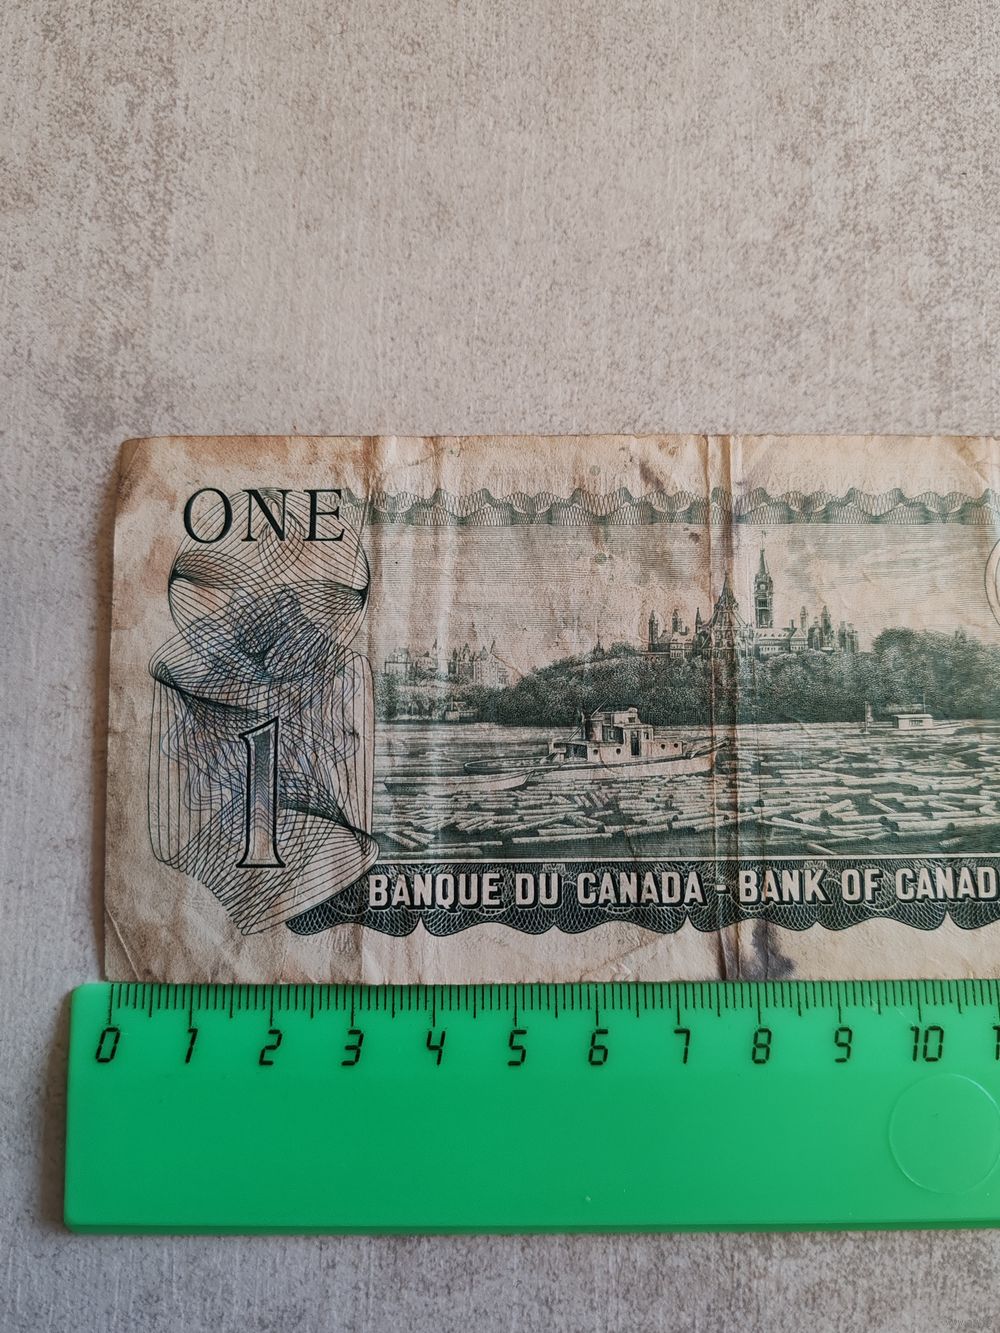 ONE
1
BANQUE DU CANADA - BANK OF CANAD
0 1 2 3 4 5 6 7 8 9 10 1